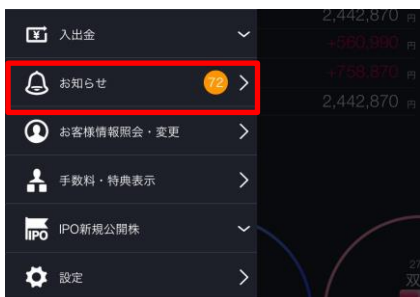 入出金
2,442,870 円
+560,990 円
お知らせ
72
+758,870 円
2,442,870 円
お客様情報照会・変更
手数料・特典表示
IPO
IPO新規公開株
設定
27
双